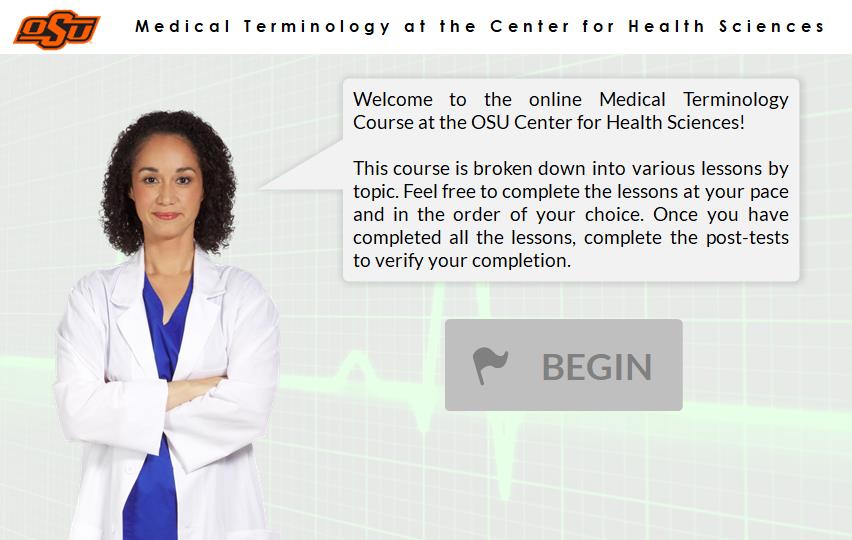 OSU
Medical Terminology at the Center for Health Sciences
Welcome to the online Medical Terminology
Course at the OSU Center for Health Sciences!
This course is broken down into various lessons by
topic. Feel free to complete the lessons at your pace
and in the order of your choice. Once you have
completed all the lessons, complete the post-tests
to verify your completion.
BEGIN